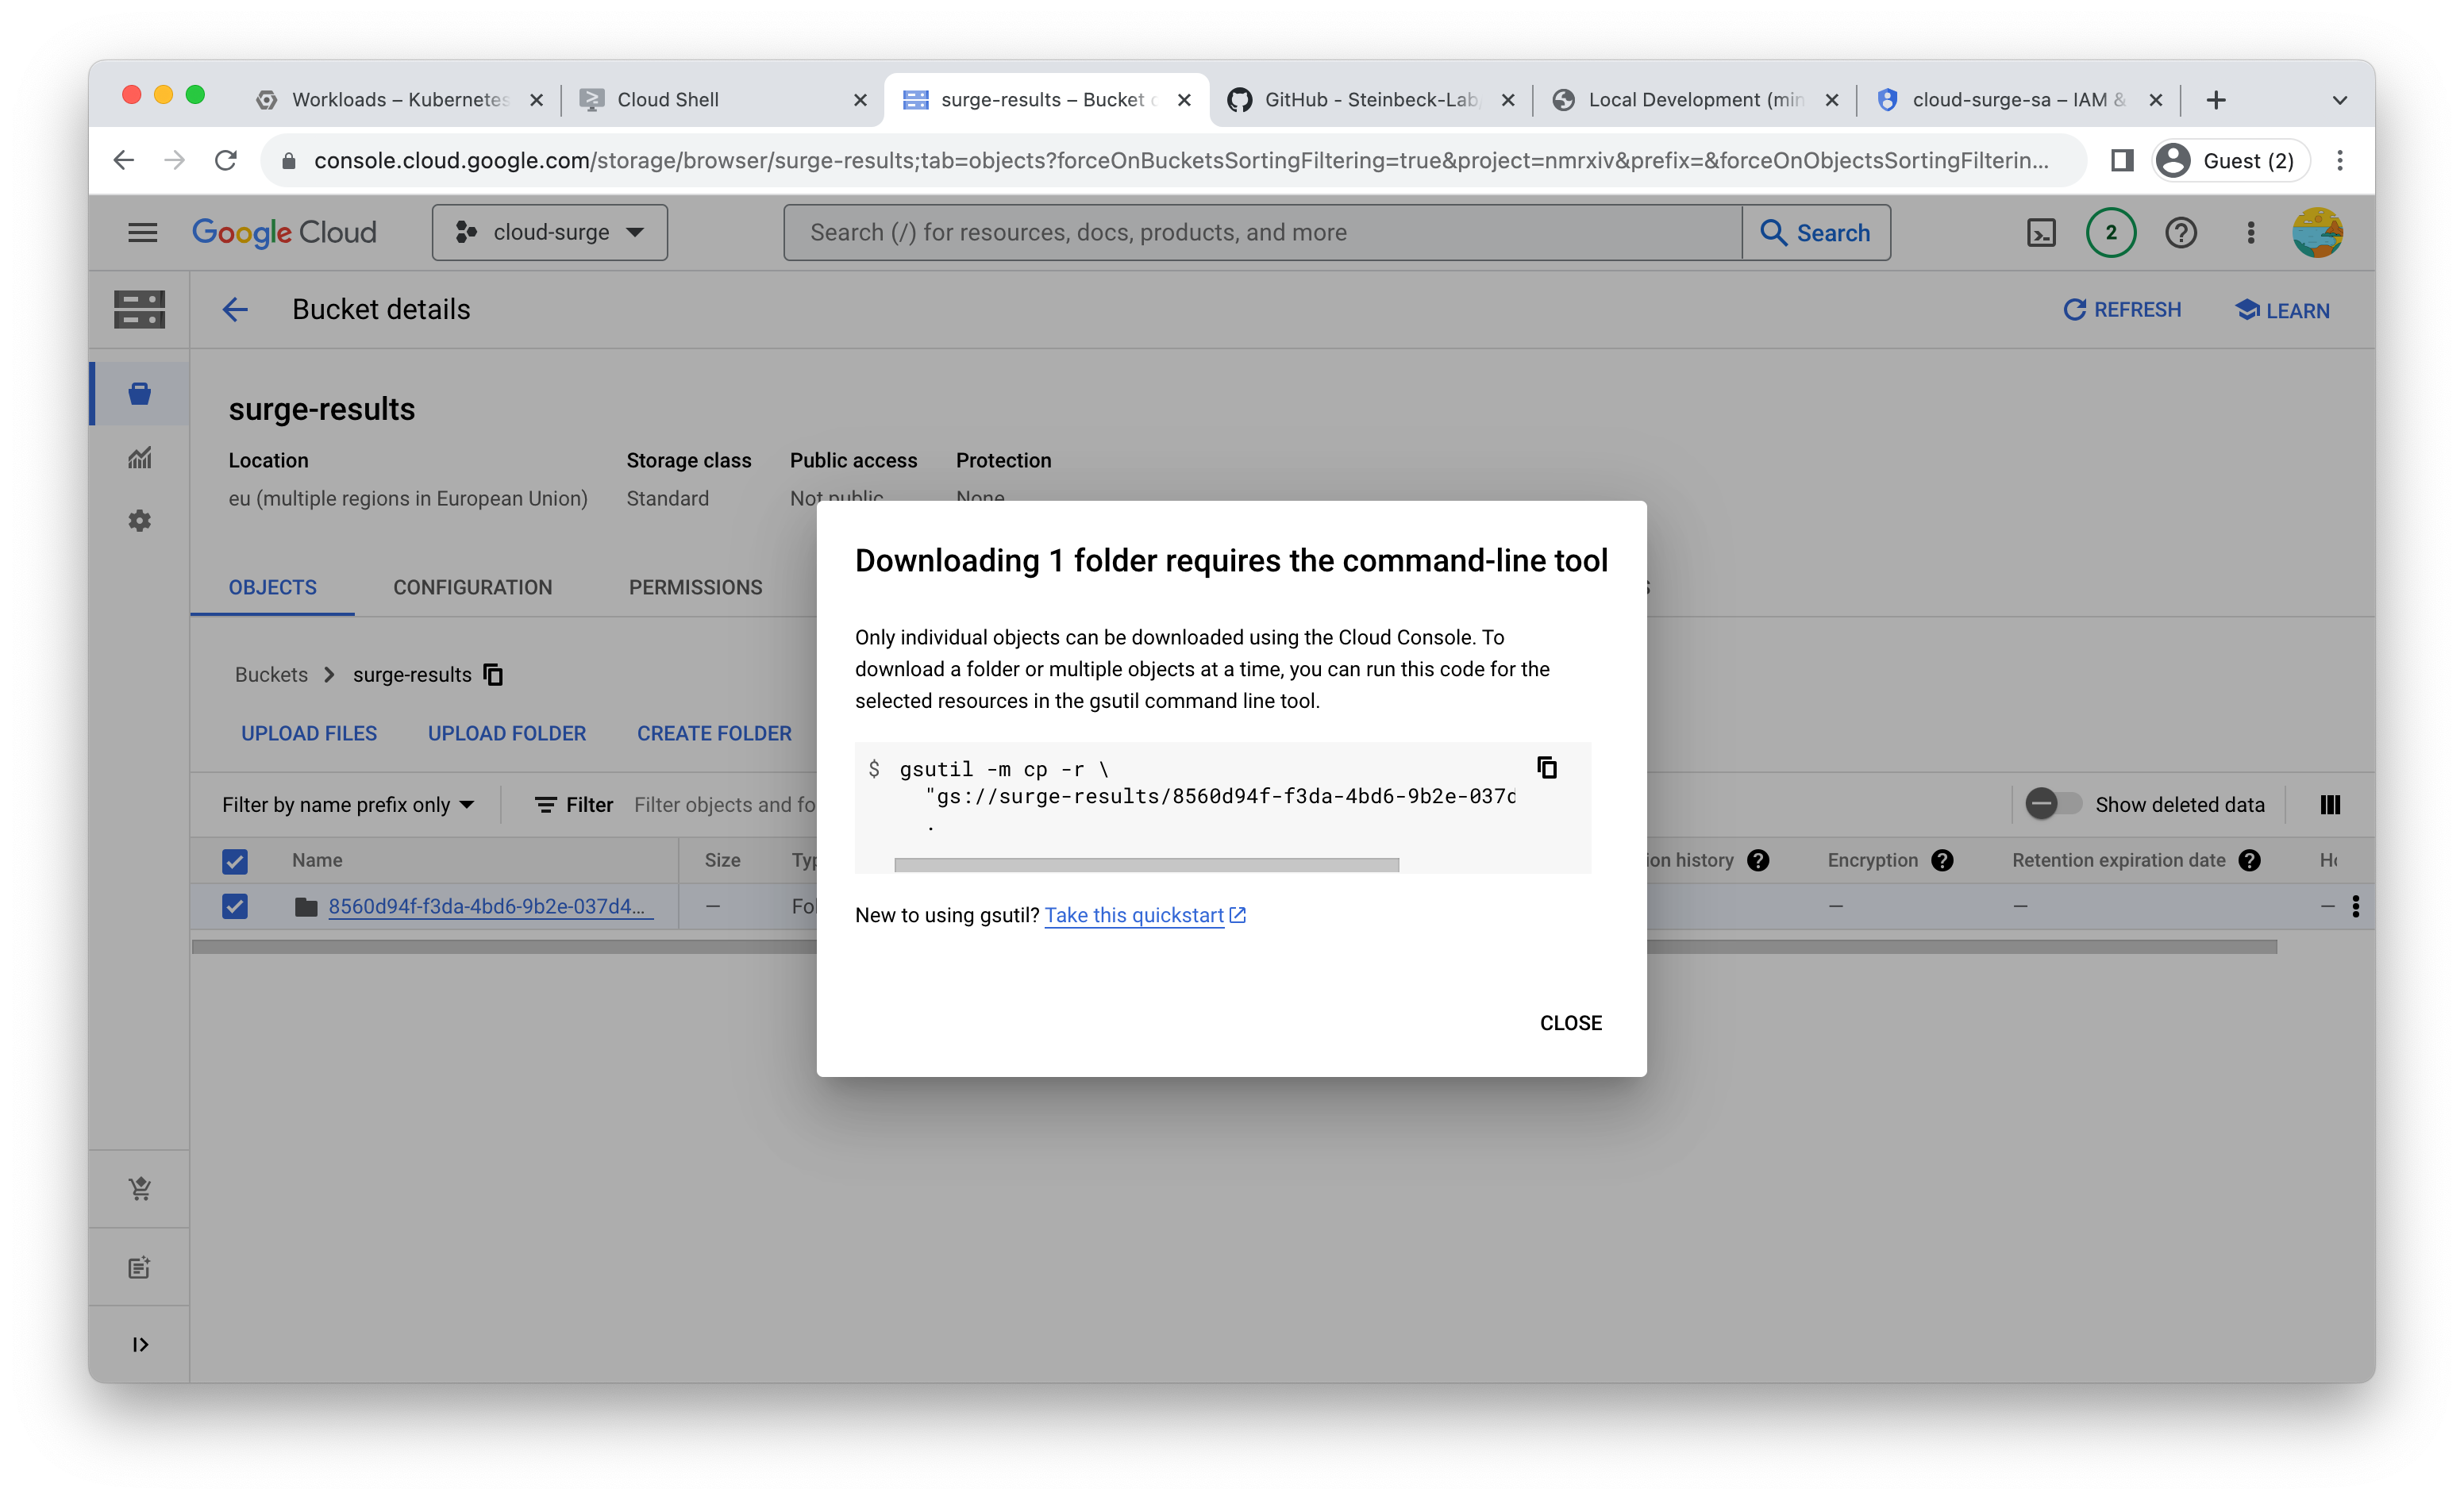 Workloads – Kubernetes
Cloud Shell
surge-results – Bucket
GitHub - Steinbeck-Lab
Local Development (min
cloud-surge-sa – IAM &
console.cloud.google.com/storage/browser/surge-results;tab=objects?forceOnBucketsSortingFiltering=true&project=nmrxiv&prefix=&forceOnObjectsSortingFilterin...
Guest (2)
Google Cloud
cloud-surge
Search (/) for resources, docs, products, and more
Search
2
Bucket details
REFRESH
LEARN
surge-results
Location
Storage class
Public access
Protection
eu (multiple regions in European Union)
Standard
Not public
None
OBJECTS
CONFIGURATION
PERMISSIONS
Buckets
surge-results
UPLOAD FILES
UPLOAD FOLDER
CREATE FOLDER
Filter by name prefix only
Filter
Filter objects and fo
Show deleted data
Name
Size
Typ
ion history
Encryption
Retention expiration date
8560d94f-f3da-4bd6-9b2e-037d4...
—
Fol
—
—
—
Downloading 1 folder requires the command-line tool
Only individual objects can be downloaded using the Cloud Console. To
download a folder or multiple objects at a time, you can run this code for the
selected resources in the gsutil command line tool.
$ gsutil -m cp -r \
"gs://surge-results/8560d94f-f3da-4bd6-9b2e-037d
.
New to using gsutil? Take this quickstart
CLOSE